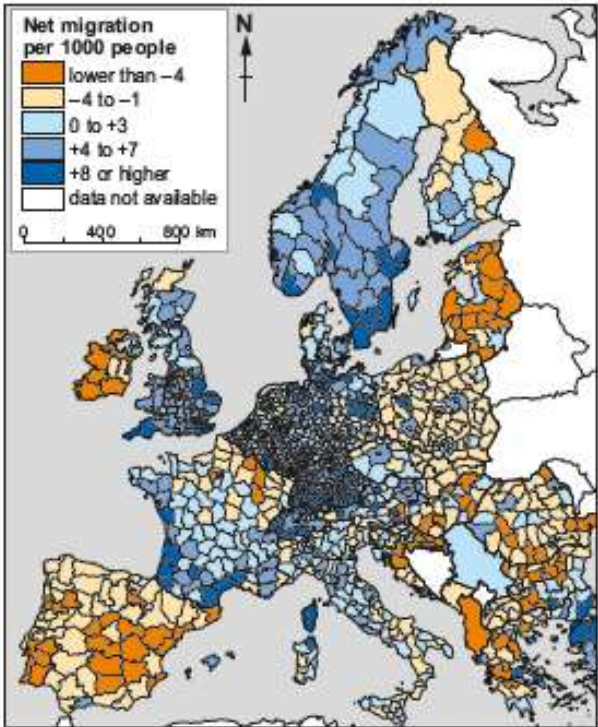 Net migration
per 1000 people
lower than –4
–4 to –1
0 to +3
+4 to +7
+8 or higher
data not available
0 400 800 km
N